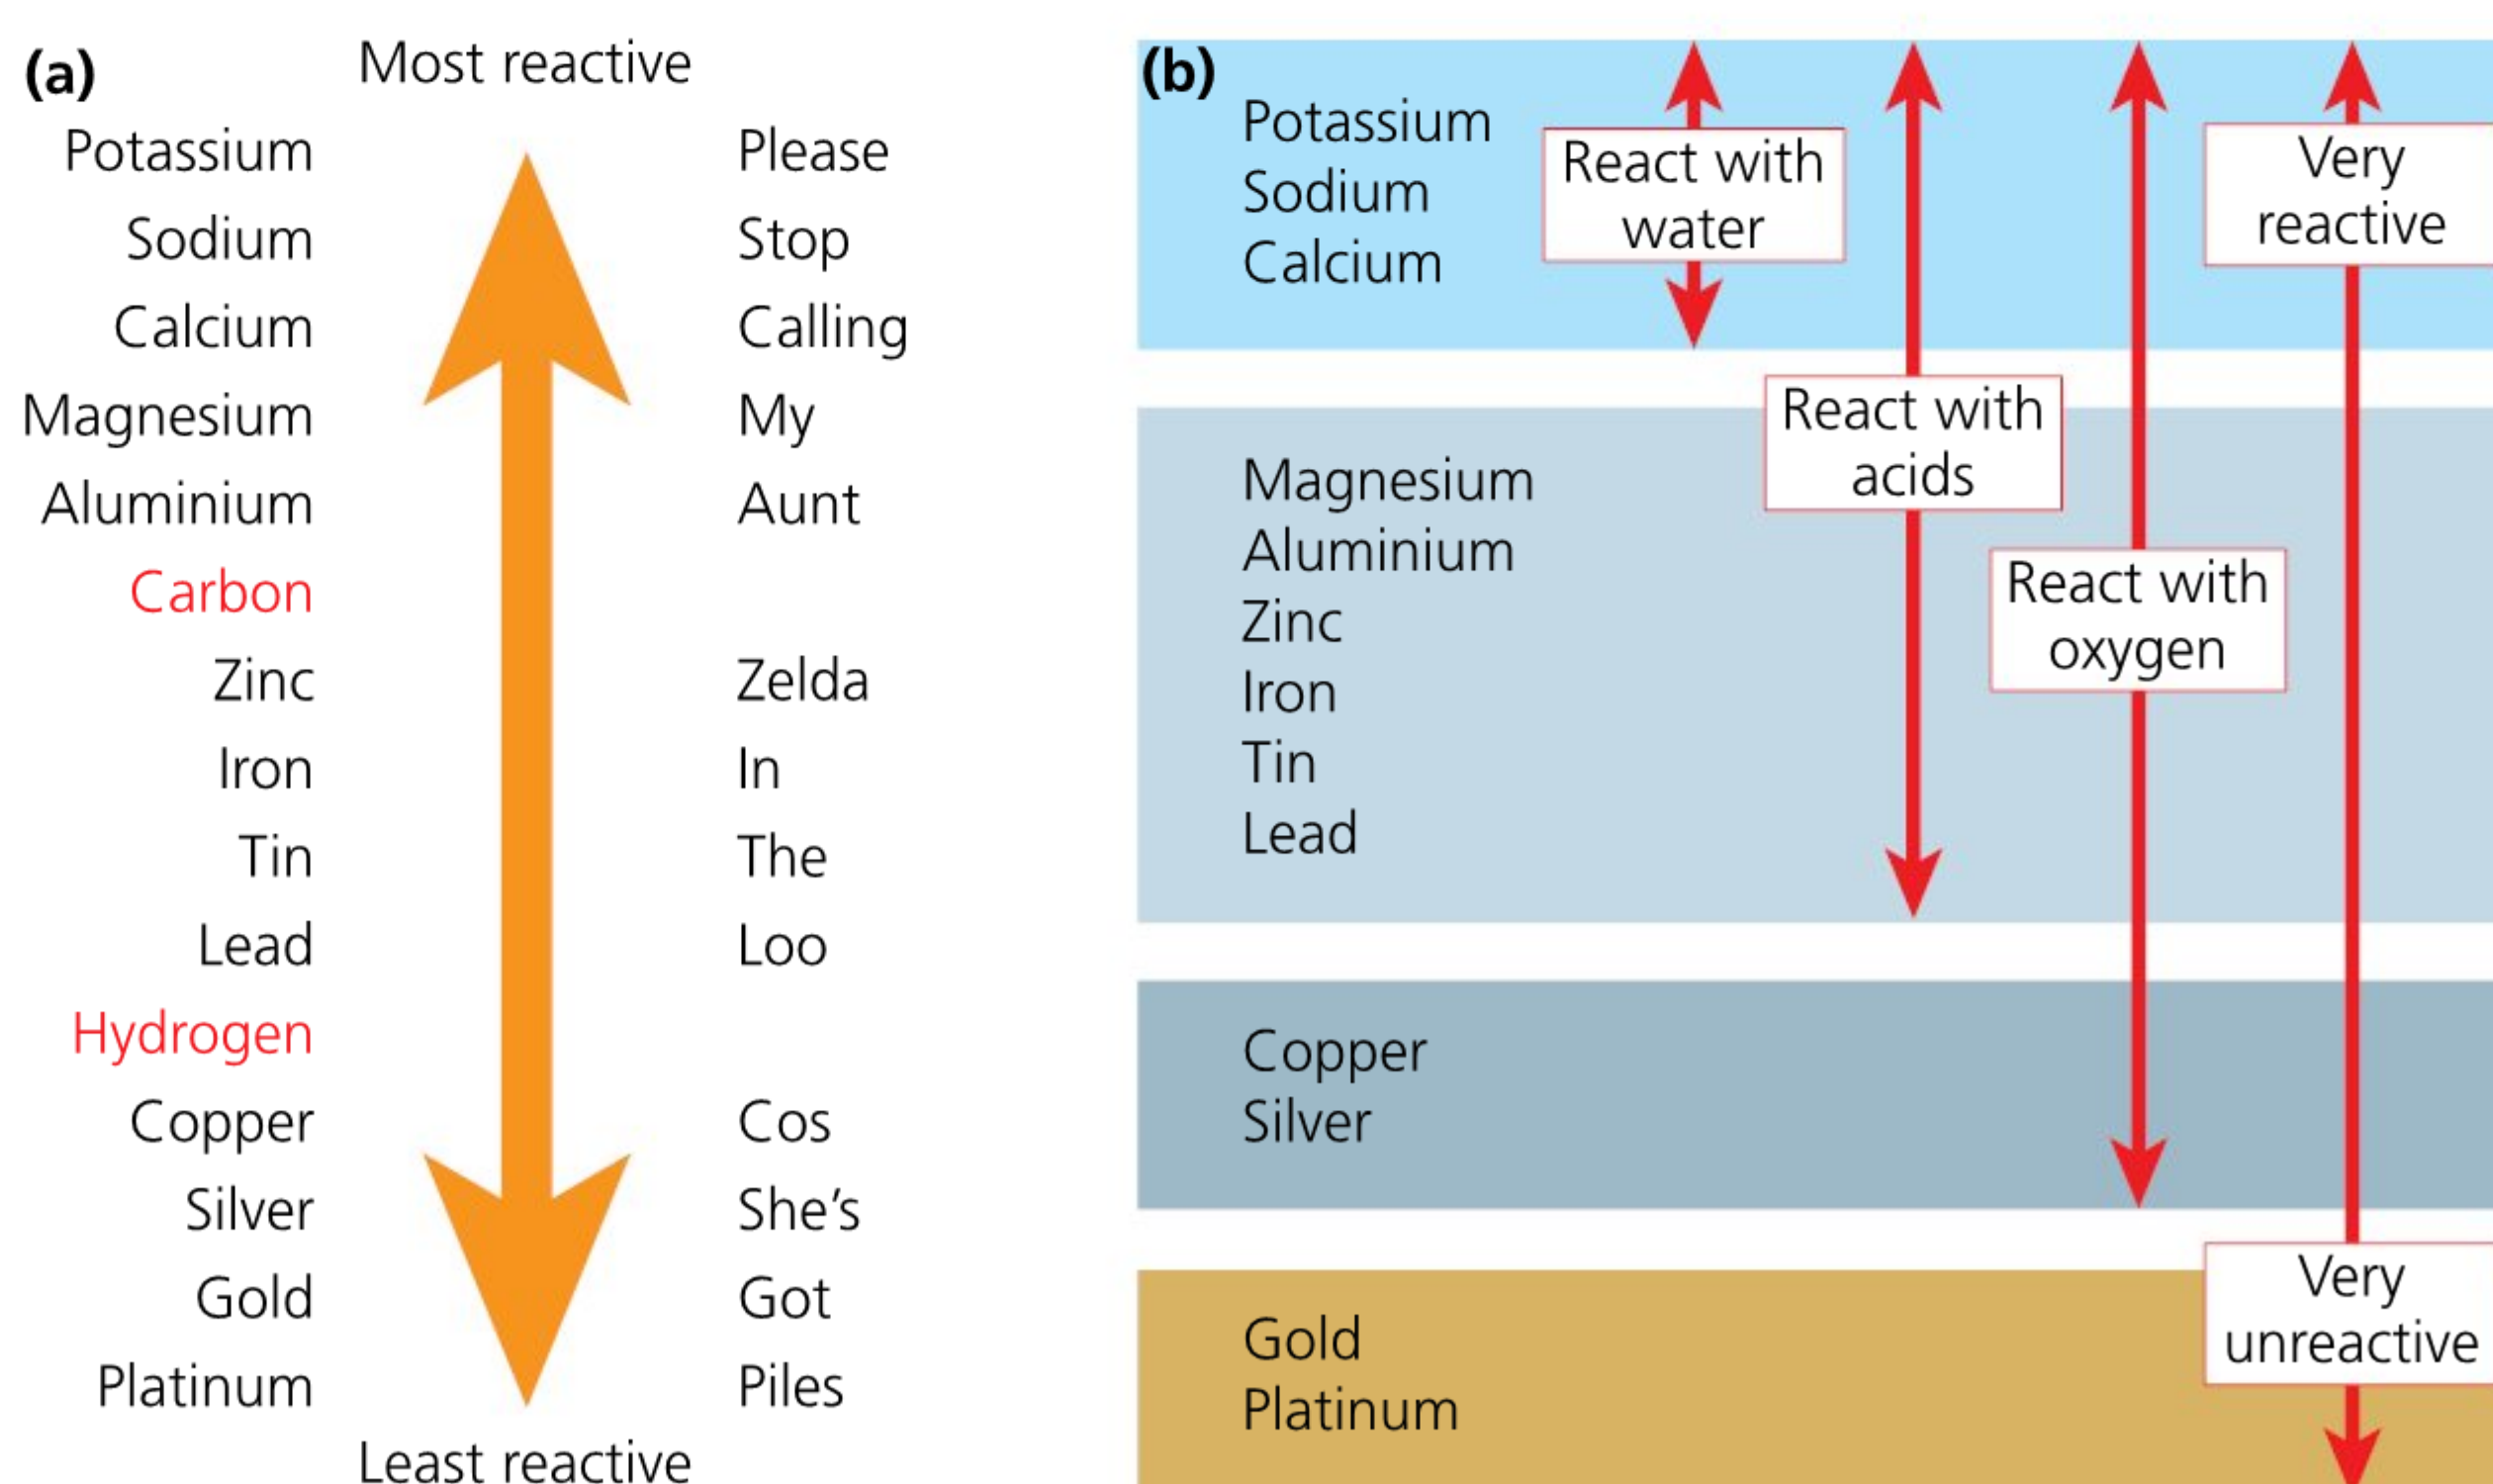 (a)
Most reactive
Potassium
Please
Sodium
Stop
Calcium
Calling
Magnesium
My
Aluminium
Aunt
Carbon
Zinc
Zelda
Iron
In
Tin
The
Lead
Loo
Hydrogen
Copper
Cos
Silver
She’s
Gold
Got
Platinum
Piles
Least reactive
(b)
Potassium
Sodium
Calcium
React with
water
Very
reactive
React with
acids
Magnesium
Aluminium
Zinc
Iron
Tin
Lead
React with
oxygen
Copper
Silver
Very
unreactive
Gold
Platinum